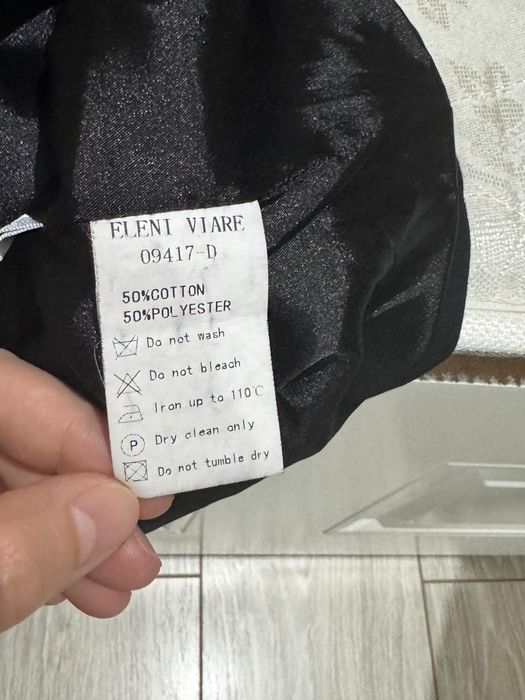 ELENI VIARE
09417-D
50%COTTON
50%POLYESTER
Do not wash
Do not bleach
Iron up to 110℃
P Dry clean only
Do not tumble dry